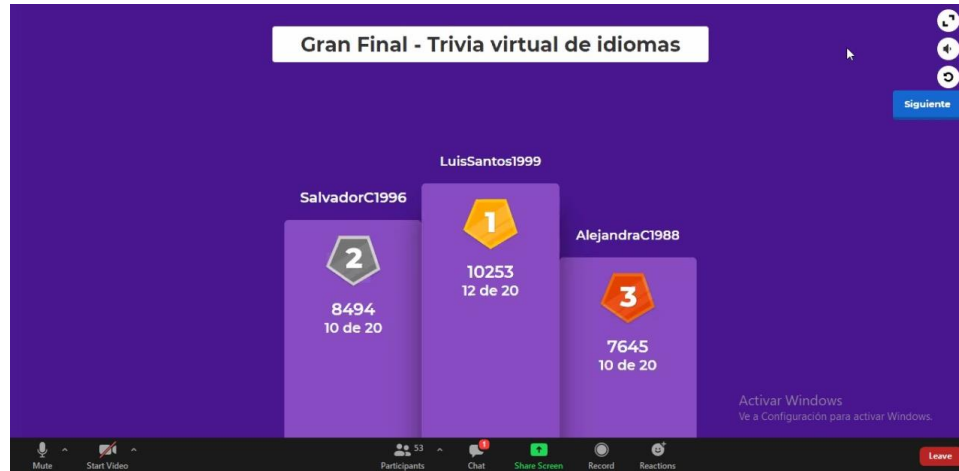 Gran Final - Trivia virtual de idiomas
Siguiente
LuisSantos1999
SalvadorC1996
AlejandraC1988
1
10253
12 de 20
2
8494
10 de 20
3
7645
10 de 20
Activar Windows
Ve a Configuración para activar Windows.
Mute
Start Video
53
Participants
1
Chat
Share Screen
Record
Reactions
Leave